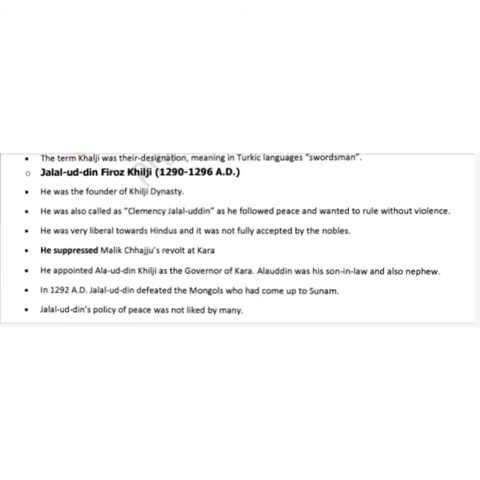 • The term Khalji was their-designation, meaning in Turkic languages "swordsman".
○ Jalal-ud-din Firoz Khilji (1290-1296 A.D.)
• He was the founder of Khilji Dynasty.
• He was also called as "Clemency Jalal-uddin" as he followed peace and wanted to rule without violence.
• He was very liberal towards Hindus and it was not fully accepted by the nobles.
• He suppressed Malik Chhajju's revolt at Kara
• He appointed Ala-ud-din Khilji as the Governor of Kara. Alauddin was his son-in-law and also nephew.
• In 1292 A.D. Jalal-ud-din defeated the Mongols who had come up to Sunam.
• Jalal-ud-din's policy of peace was not liked by many.